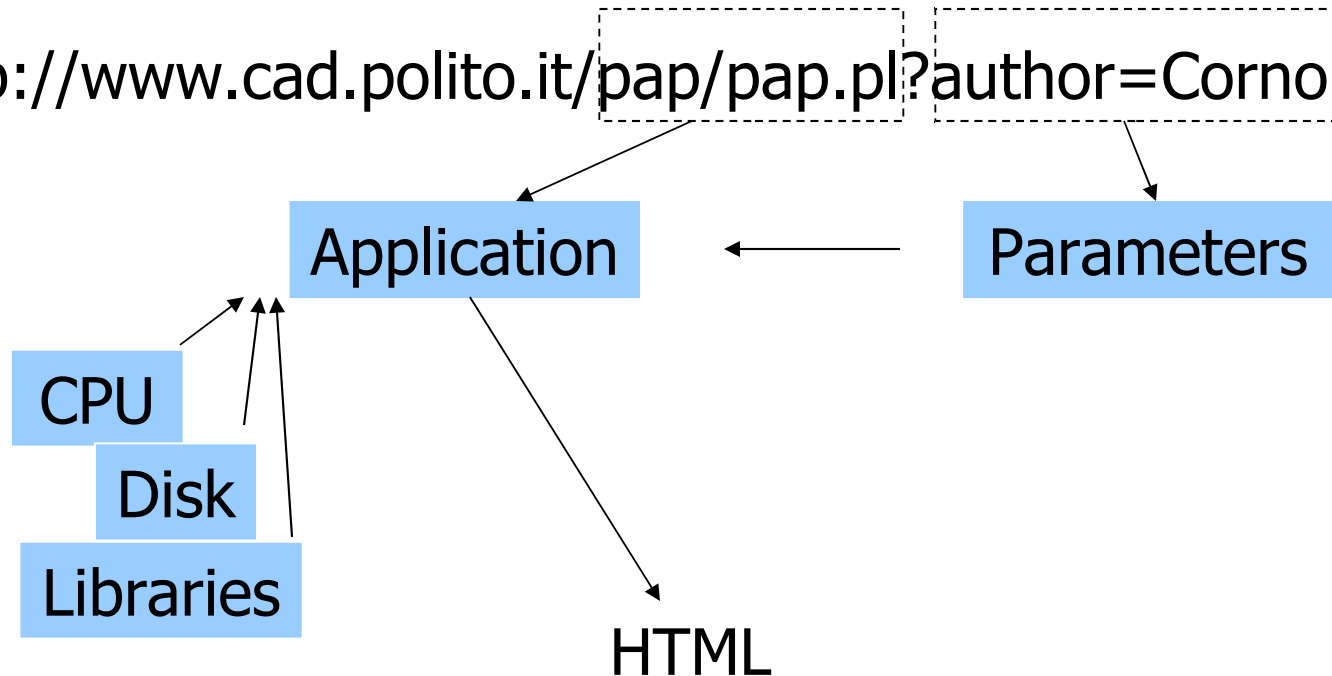 p://www.cad.polito.it/pap/pap.pl?author=Corno
Application
Parameters
CPU
Disk
Libraries
HTML